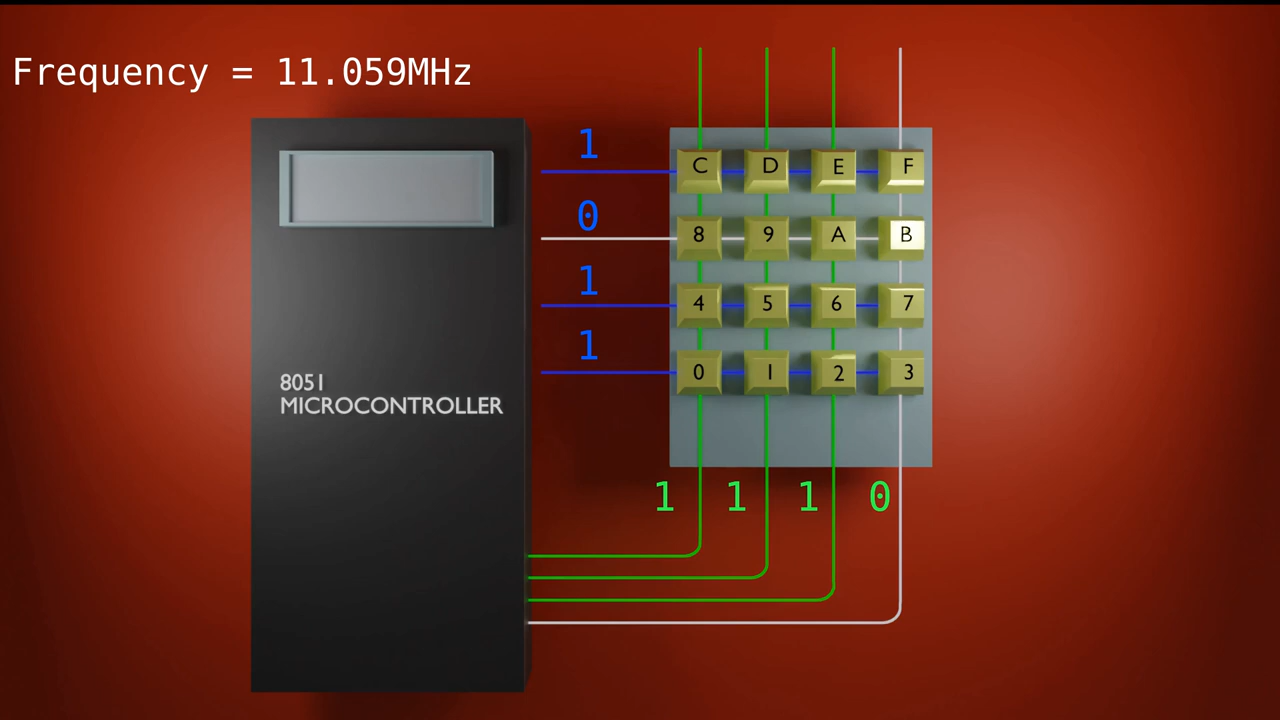 Frequency = 11.059MHz
1
C D E F
0
8 9 A B
1
4 5 6 7
1
0 1 2 3
8051
MICROCONTROLLER
1 1 1 0